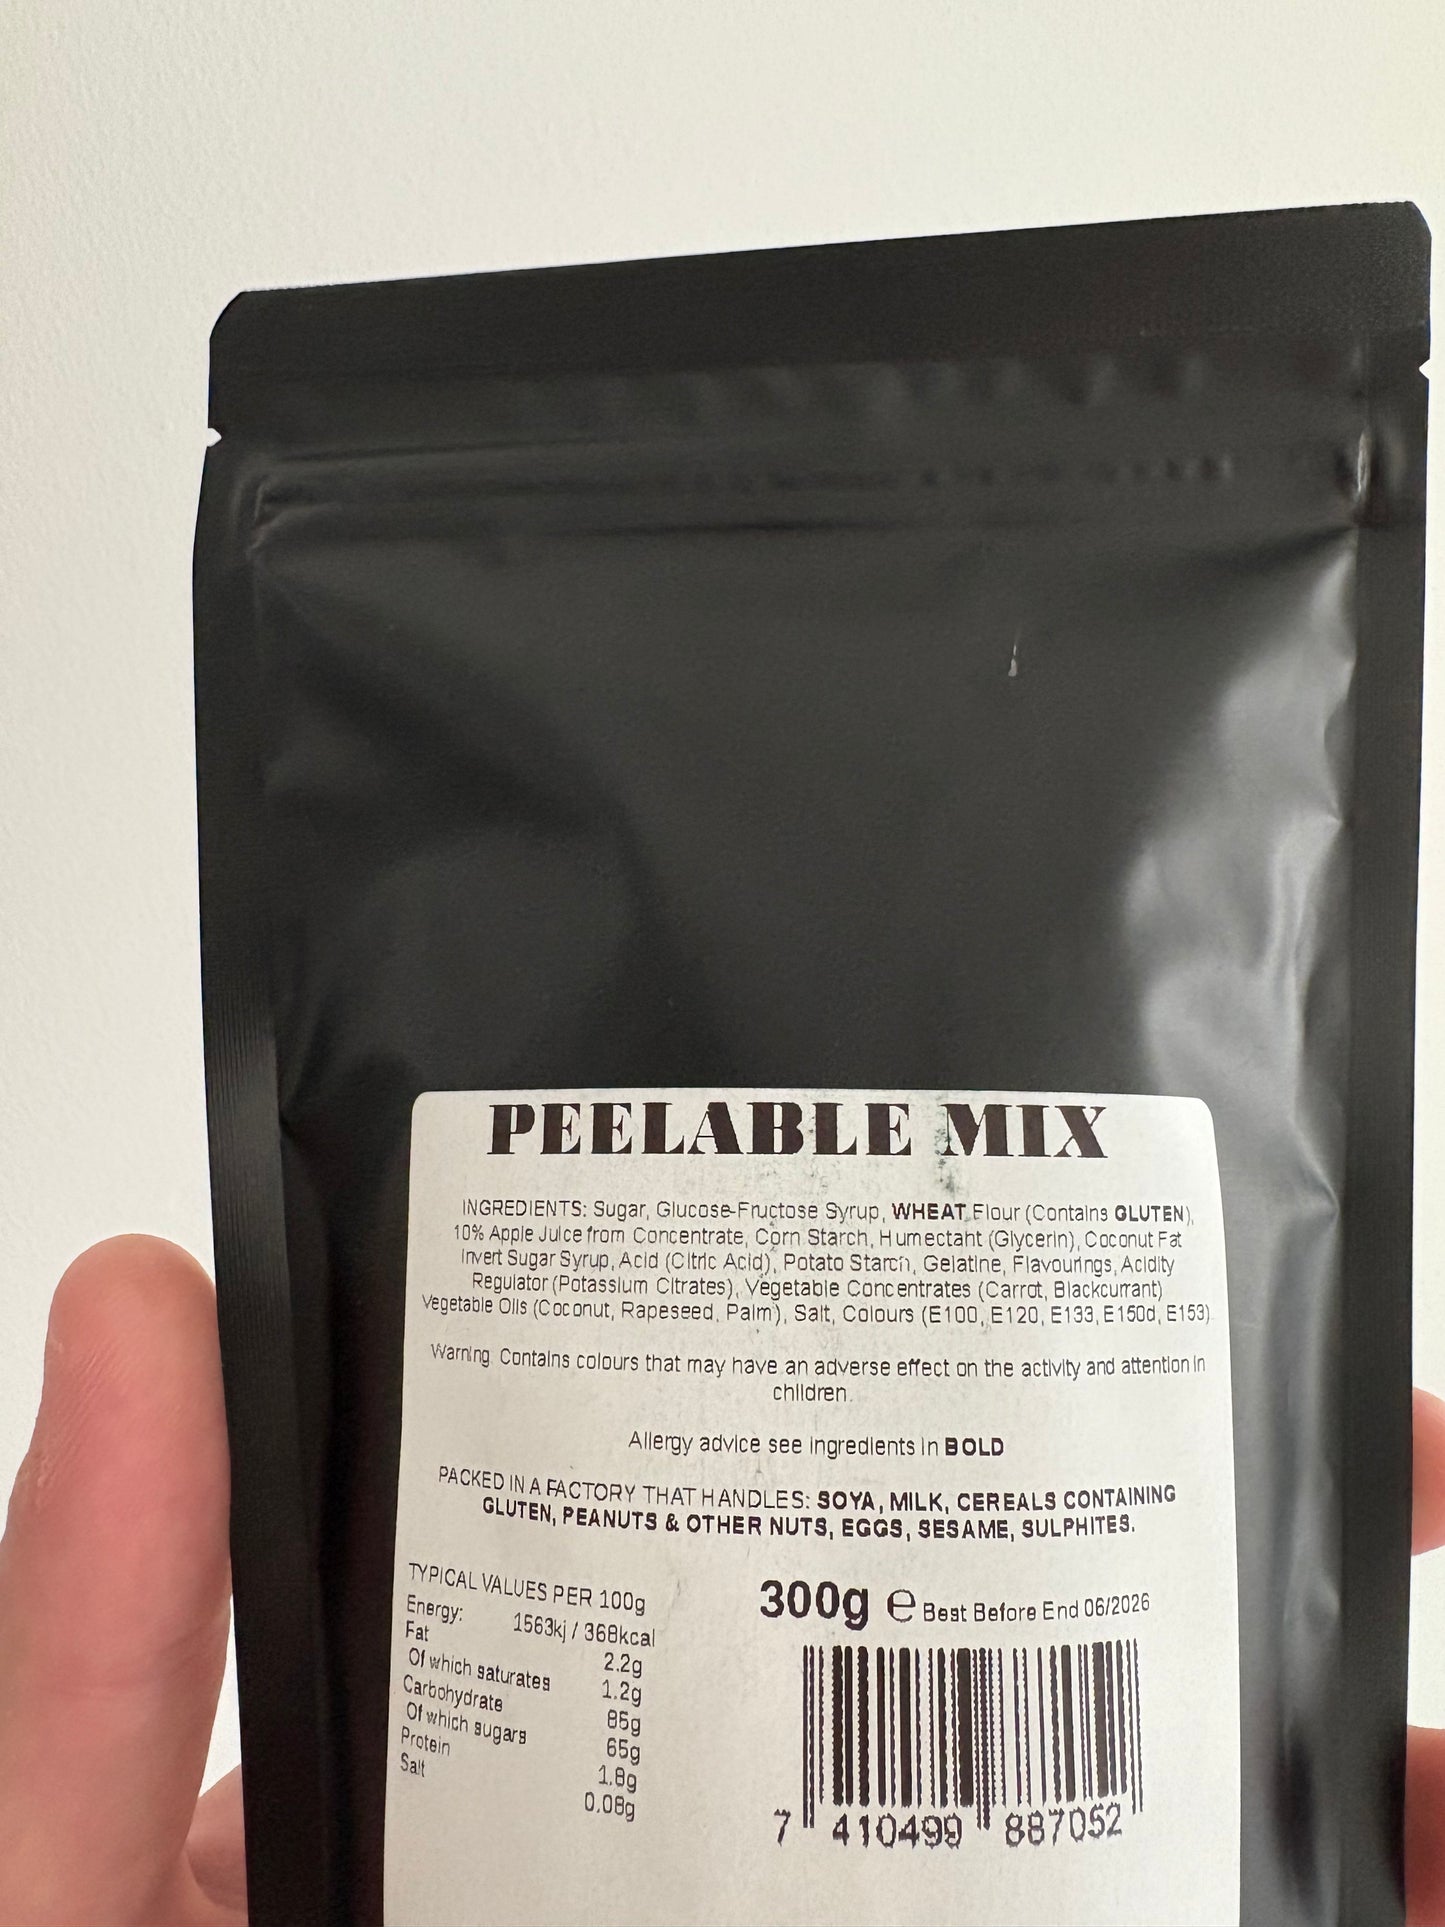 PEELABLE MIX
INGREDIENTS: Sugar, Glucose-Fructose Syrup, WHEAT Flour (Contains GLUTEN),
10% Apple Juice from Concentrate, Corn Starch, Humectant (Glycerin), Coconut Fat
Invert Sugar Syrup, Acid (Citric Acid), Potato Starch, Gelatine, Flavourings, Acidity
Regulator (Potassium Citrates), Vegetable Concentrates (Carrot, Blackcurrant)
Vegetable Oils (Coconut, Rapeseed, Palm), Salt, Colours (E100, E120, E133, E150d, E153)
Warning. Contains colours that may have an adverse effect on the activity and attention in
children.
Allergy advice see ingredients in BOLD
PACKED IN A FACTORY THAT HANDLES: SOYA, MILK, CEREALS CONTAINING
GLUTEN, PEANUTS & OTHER NUTS, EGGS, SESAME, SULPHITES.
TYPICAL VALUES PER 100g
Energy: 1563kj / 368kcal
Fat 2.2g
Of which saturates 1.2g
Carbohydrate 85g
Of which sugars 65g
Protein 1.8g
Salt 0.08g
300g e Best Before End 06/2026
7 410499 887052